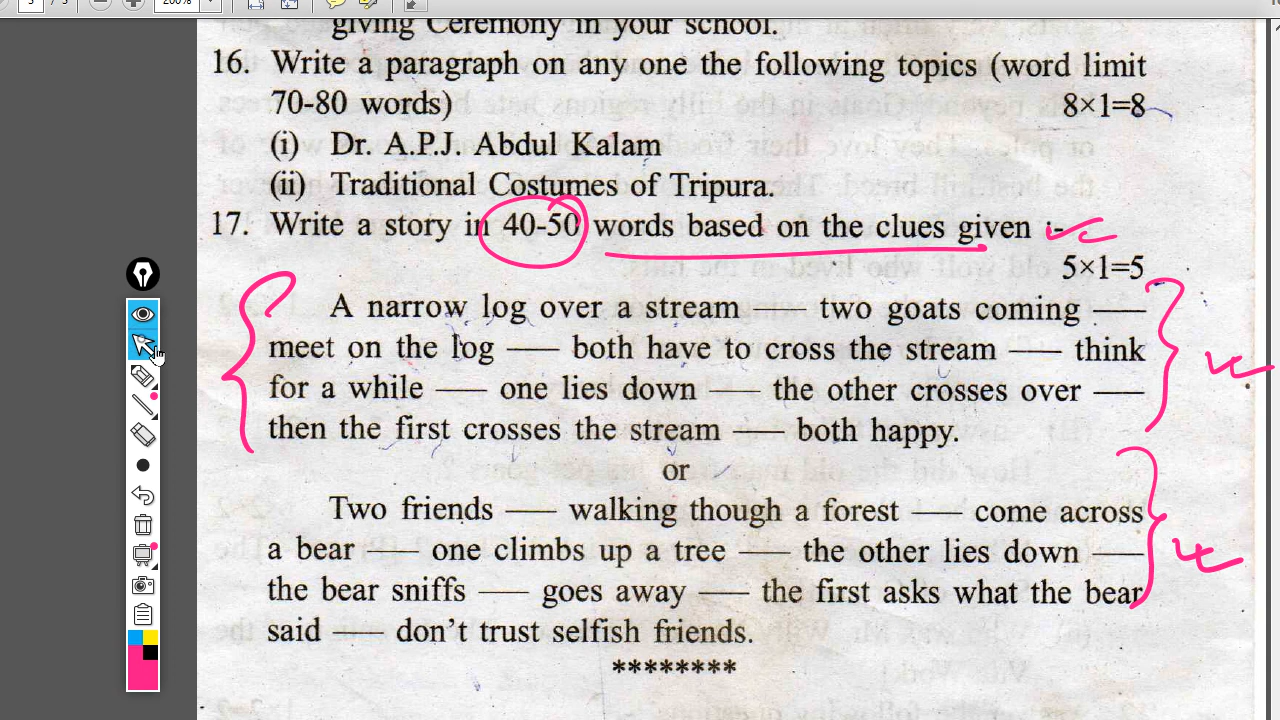 200%
giving Ceremony in your school.
16. Write a paragraph on any one the following topics (word limit
70-80 words) 8×1=8
(i) Dr. A.P.J. Abdul Kalam
(ii) Traditional Costumes of Tripura.
17. Write a story in 40-50 words based on the clues given :-
5×1=5
A narrow log over a stream — two goats coming —
meet on the log — both have to cross the stream — think
for a while — one lies down — the other crosses over —
then the first crosses the stream — both happy.
or
Two friends — walking though a forest — come across
a bear — one climbs up a tree — the other lies down —
the bear sniffs — goes away — the first asks what the bear
said — don't trust selfish friends.
********